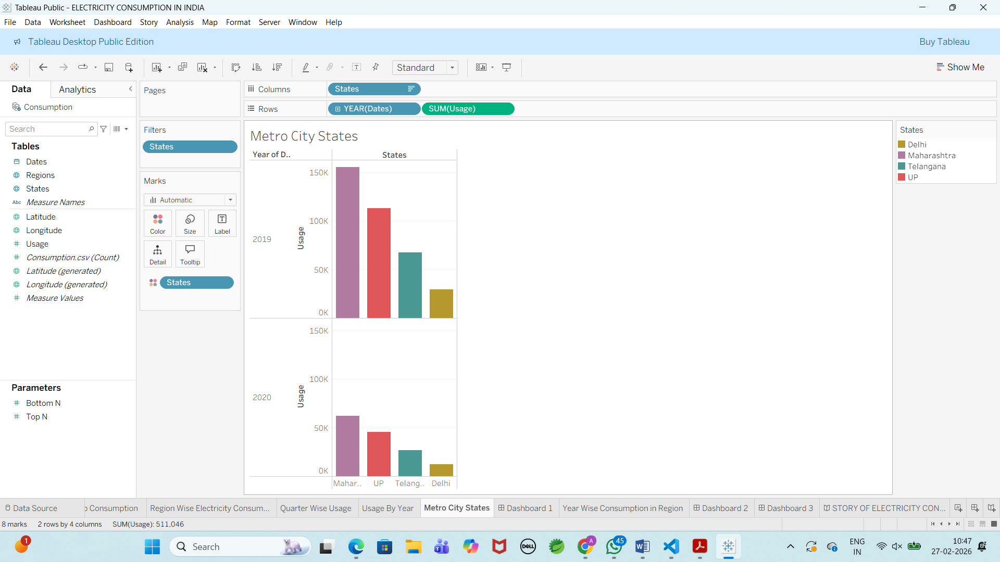 Tableau Public - ELECTRICITY CONSUMPTION IN INDIA
File Data Worksheet Dashboard Story Analysis Map Format Server Window Help
Tableau Desktop Public Edition
Buy Tableau
Standard
Show Me
Data
Analytics
Consumption
Search
Tables
Dates
Regions
States
Abc Measure Names
Latitude
Longitude
Usage
Consumption.csv (Count)
Latitude (generated)
Longitude (generated)
Measure Values
Parameters
Bottom N
Top N
Pages
Filters
States
Marks
Automatic
Color
Size
Label
Detail
Tooltip
States
Columns
States
Rows
YEAR(Dates)
SUM(Usage)
Metro City States
Year of D..
States
150K
100K
50K
0K
2019
Usage
150K
100K
50K
0K
2020
Usage
Mahar..
UP
Telang..
Delhi
States
Delhi
Maharashtra
Telangana
UP
Data Source
o Consumption
Region Wise Electricity Consum...
Quarter Wise Usage
Usage By Year
Metro City States
Dashboard 1
Year Wise Consumption in Region
Dashboard 2
Dashboard 3
STORY OF ELECTRICITY CON...
8 marks
2 rows by 4 columns
SUM(Usage): 511,046
1
Search
DELL
A
45
ENG
IN
10:47
27-02-2026